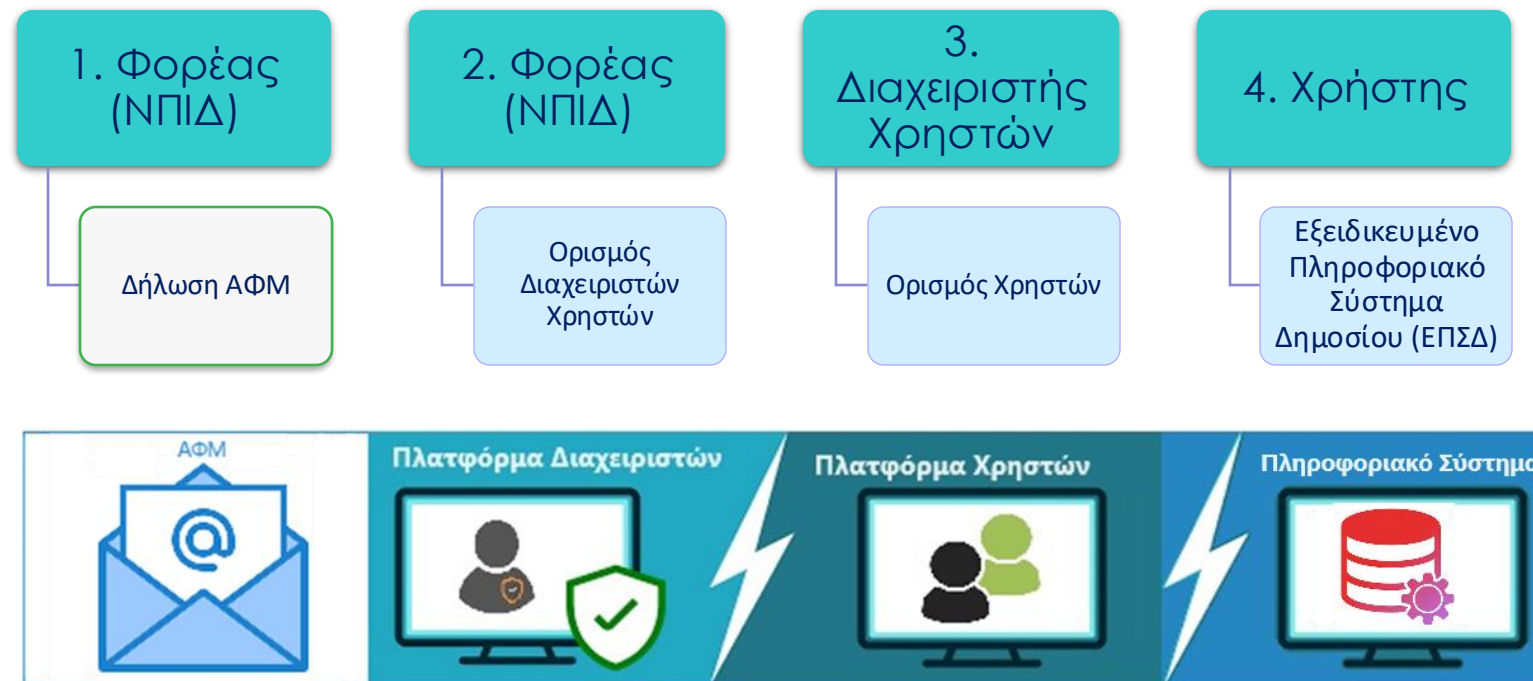 1. Φορέας
(ΝΠΙΔ)
Δήλωση ΑΦΜ
2. Φορέας
(ΝΠΙΔ)
Ορισμός
Διαχειριστών
Χρηστών
3.
Διαχειριστής
Χρηστών
Ορισμός Χρηστών
4. Χρήστης
Εξειδικευμένο
Πληροφοριακό
Σύστημα
Δημοσίου (ΕΠΣΔ)
ΑΦΜ
@
Πλατφόρμα Διαχειριστών
Πλατφόρμα Χρηστών
Πληροφοριακό Σύστημα